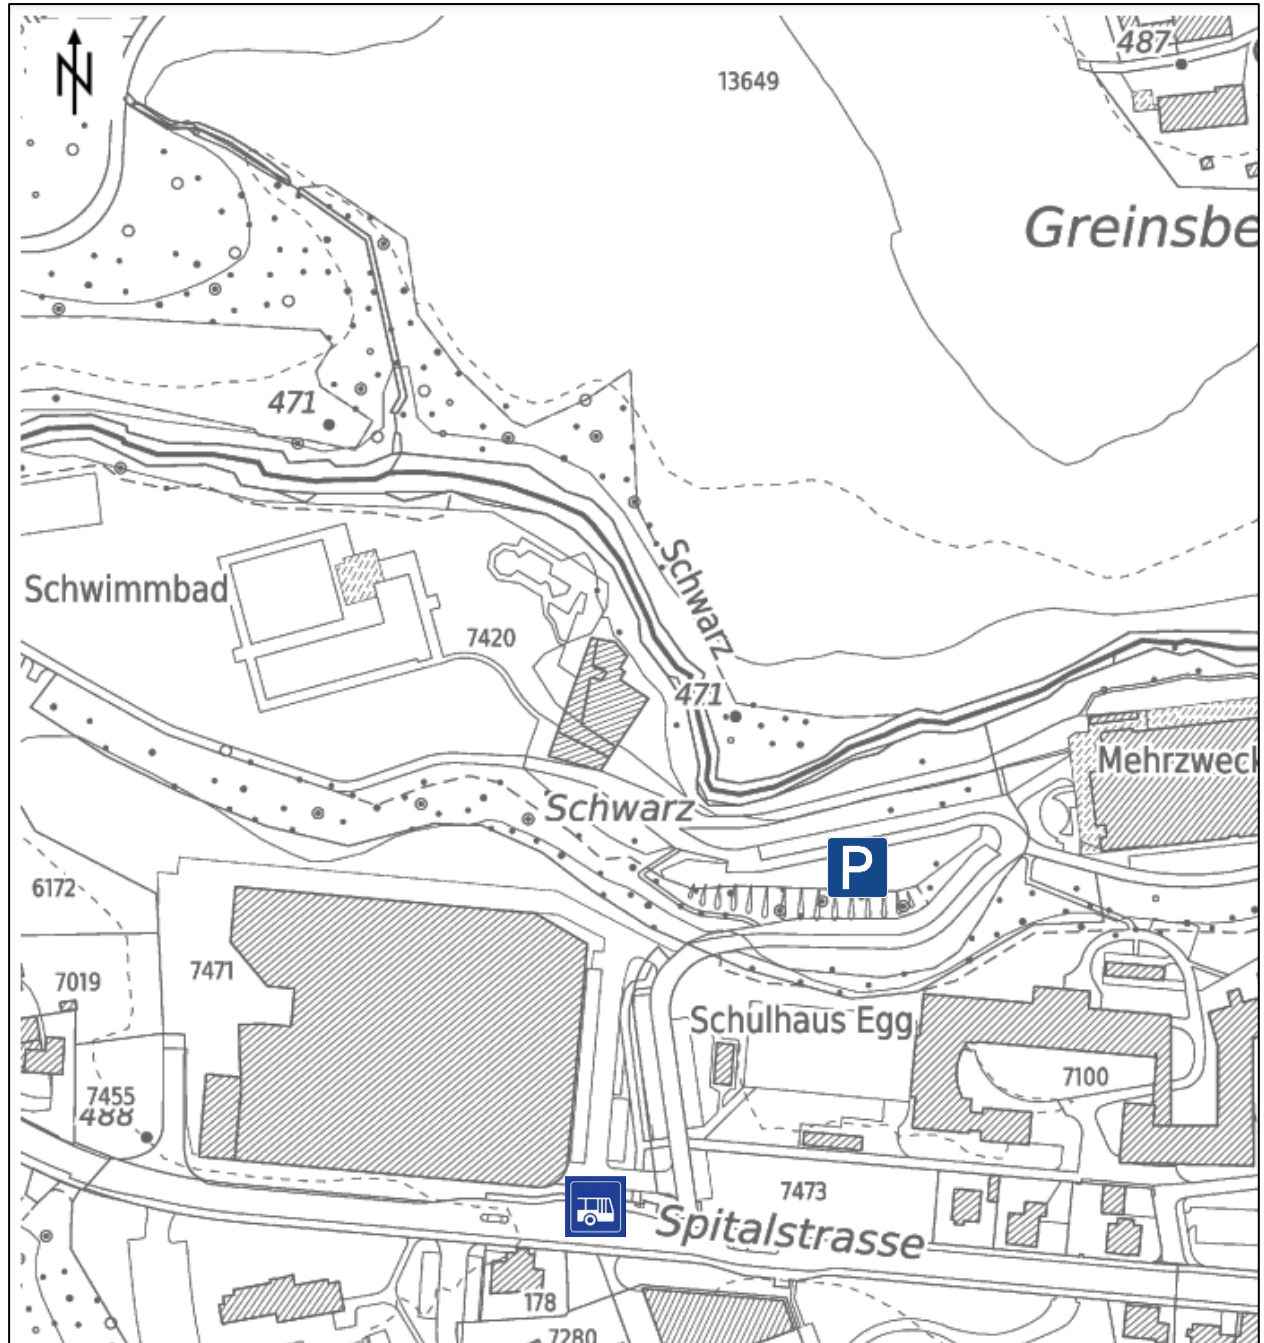 N
487
13649
Greinsbe
471
Schwimmbad
Schwarz
7420
471
Mehrzweck
Schwarz
P
6172
7471
7019
Schulhaus Egg
7100
7455
488
7473
Spitalstrasse
178
7280